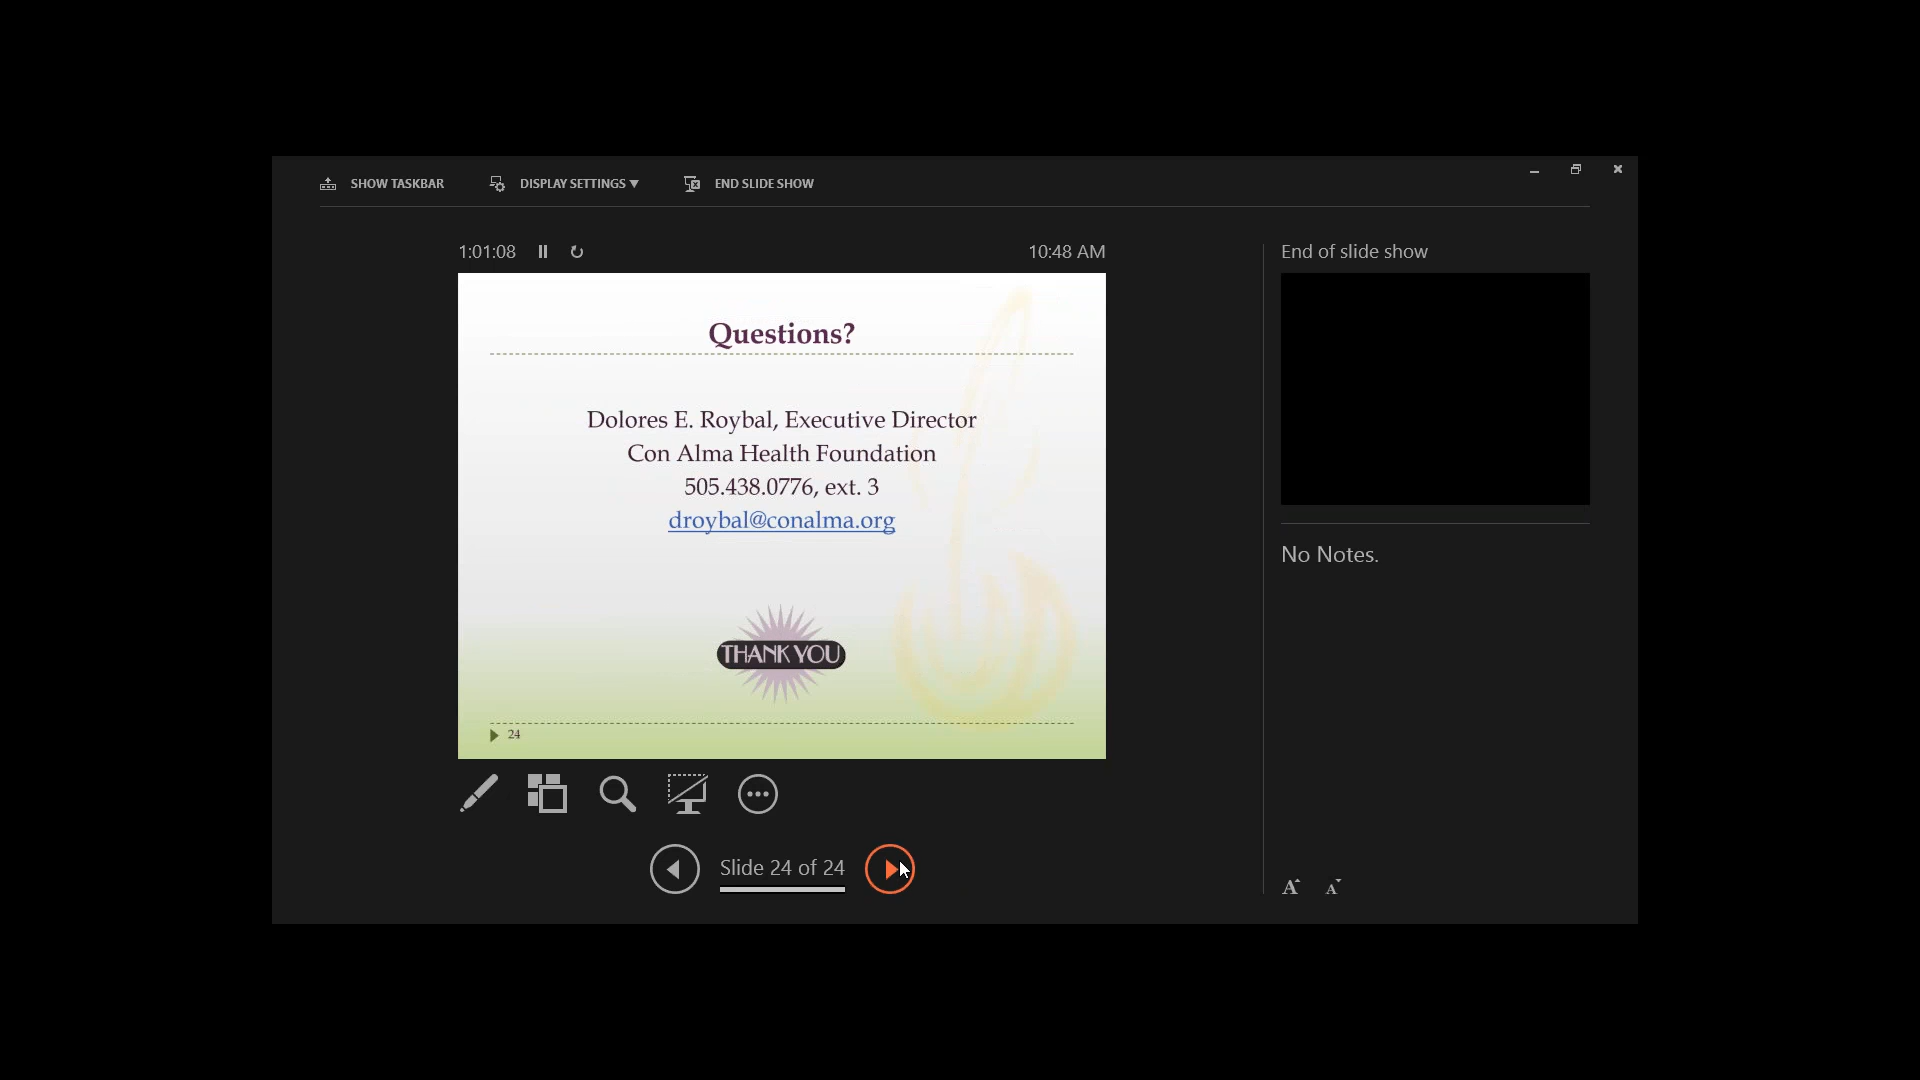 SHOW TASKBAR
DISPLAY SETTINGS ▼
END SLIDE SHOW
1:01:08
10:48 AM
End of slide show
Questions?
Dolores E. Roybal, Executive Director
Con Alma Health Foundation
505.438.0776, ext. 3
droybal@conalma.org
THANK YOU
24
No Notes.
Slide 24 of 24
A A